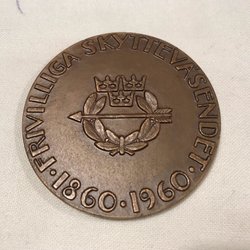 FRIVILLIGA SKYTTEVÄSENDET
· 1860 · 1960 ·